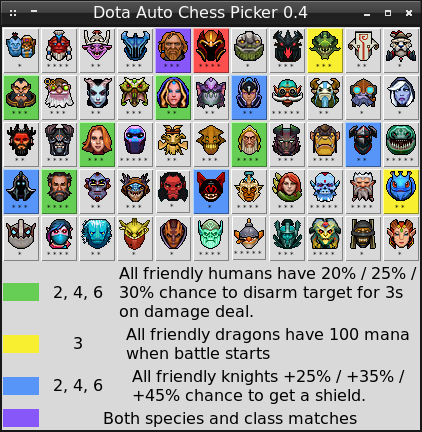 Dota Auto Chess Picker 0.4
2, 4, 6
All friendly humans have 20% / 25% /
30% chance to disarm target for 3s
on damage deal.
3
All friendly dragons have 100 mana
when battle starts
2, 4, 6
All friendly knights +25% / +35% /
+45% chance to get a shield.
Both species and class matches